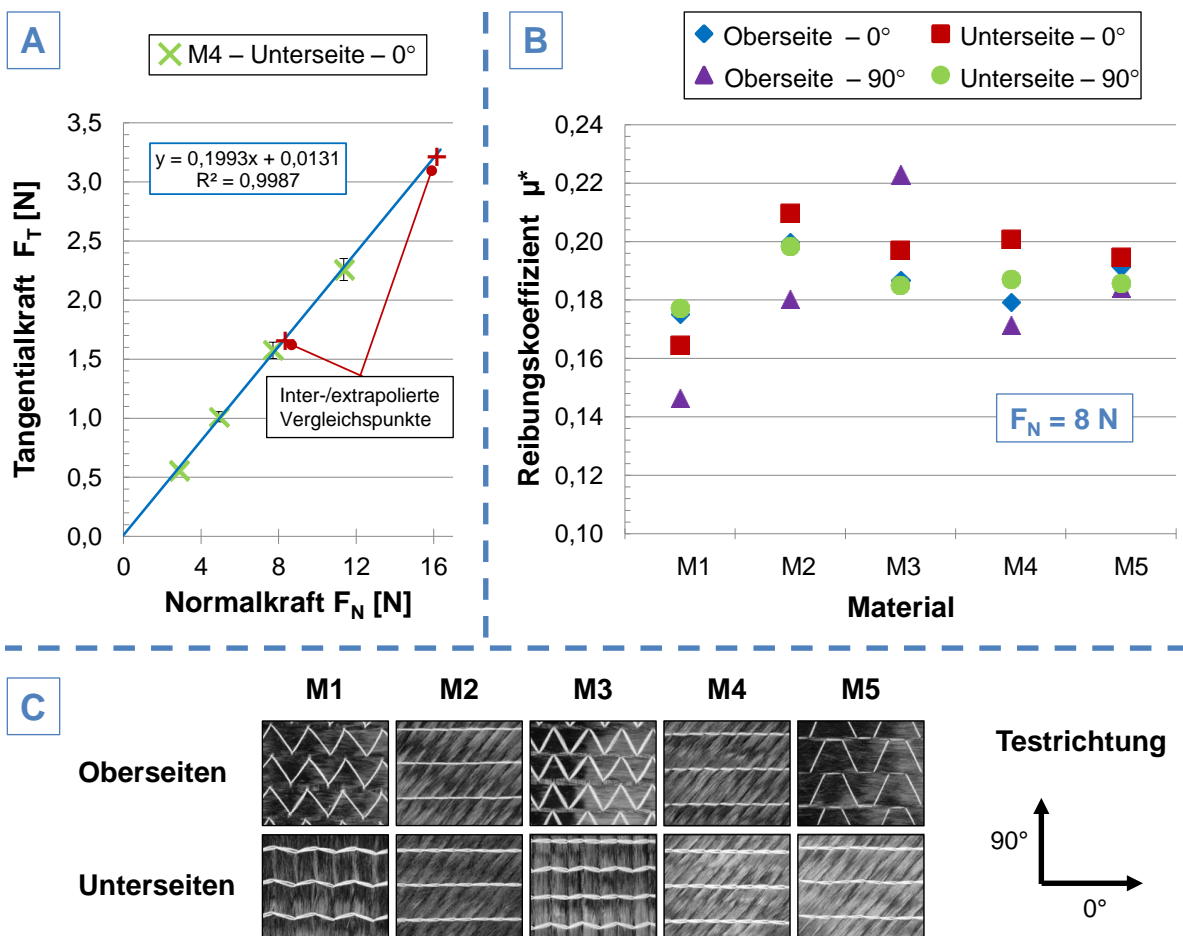 A
M4 – Unterseite – 0°
Tangentialkraft F_T [N]
3,5
3,0
2,5
2,0
1,5
1,0
0,5
0,0
y = 0,1993x + 0,0131
R² = 0,9987
Inter-/extrapolierte
Vergleichspunkte
0 4 8 12 16
Normalkraft F_N [N]
B
Oberseite – 0° Unterseite – 0°
Oberseite – 90° Unterseite – 90°
Reibungskoeffizient µ*
0,24
0,22
0,20
0,18
0,16
0,14
0,12
0,10
F_N = 8 N
M1 M2 M3 M4 M5
Material
C
M1 M2 M3 M4 M5
Oberseiten
Unterseiten
Testrichtung
90°
0°